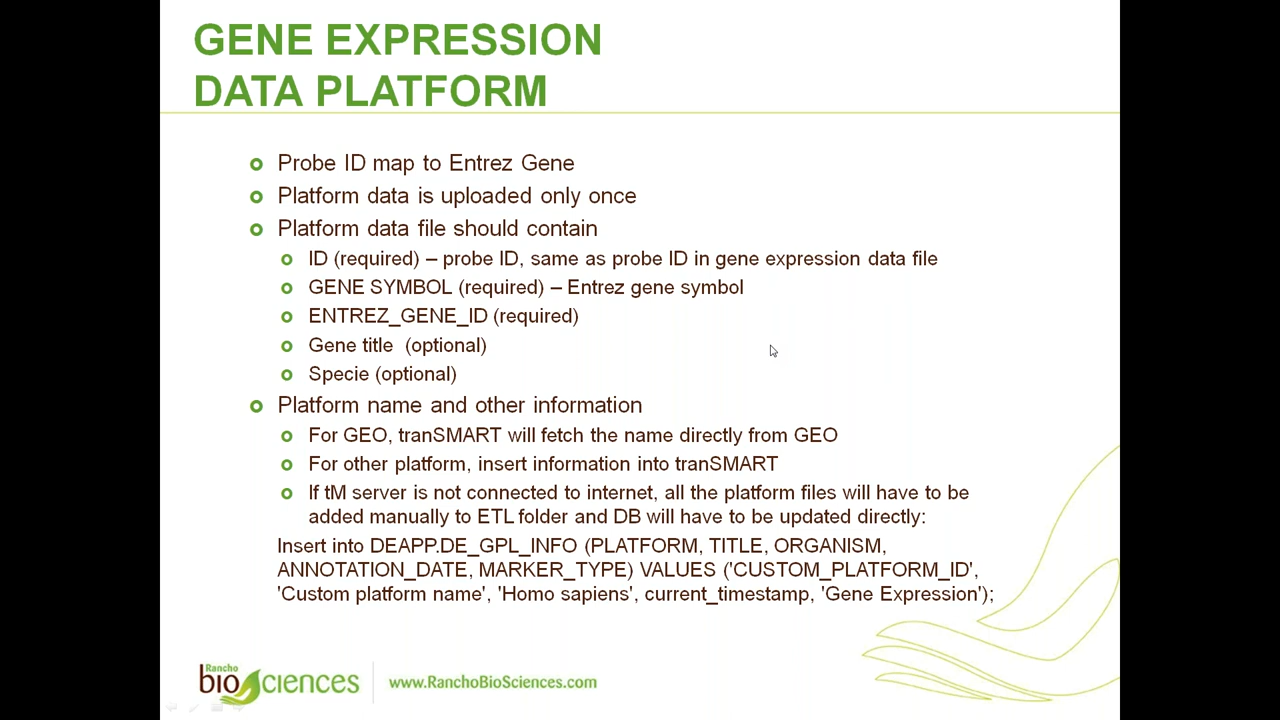 GENE EXPRESSION
DATA PLATFORM
Probe ID map to Entrez Gene
Platform data is uploaded only once
Platform data file should contain
ID (required) – probe ID, same as probe ID in gene expression data file
GENE SYMBOL (required) – Entrez gene symbol
ENTREZ_GENE_ID (required)
Gene title (optional)
Specie (optional)
Platform name and other information
For GEO, tranSMART will fetch the name directly from GEO
For other platform, insert information into tranSMART
If tM server is not connected to internet, all the platform files will have to be
added manually to ETL folder and DB will have to be updated directly:
Insert into DEAPP.DE_GPL_INFO (PLATFORM, TITLE, ORGANISM,
ANNOTATION_DATE, MARKER_TYPE) VALUES ('CUSTOM_PLATFORM_ID',
'Custom platform name', 'Homo sapiens', current_timestamp, 'Gene Expression');
Rancho
bioSciences
www.RanchoBioSciences.com